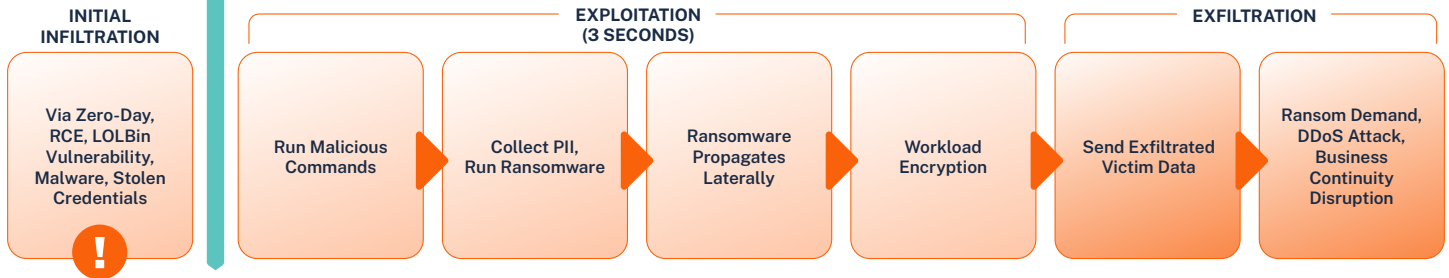 INITIAL
INFILTRATION
Via Zero-Day,
RCE, LOLBin
Vulnerability,
Malware, Stolen
Credentials
!
EXPLOITATION
(3 SECONDS)
Run Malicious
Commands
Collect PII,
Run Ransomware
Ransomware
Propagates
Laterally
Workload
Encryption
EXFILTRATION
Send Exfiltrated
Victim Data
Ransom Demand,
DDoS Attack,
Business
Continuity
Disruption